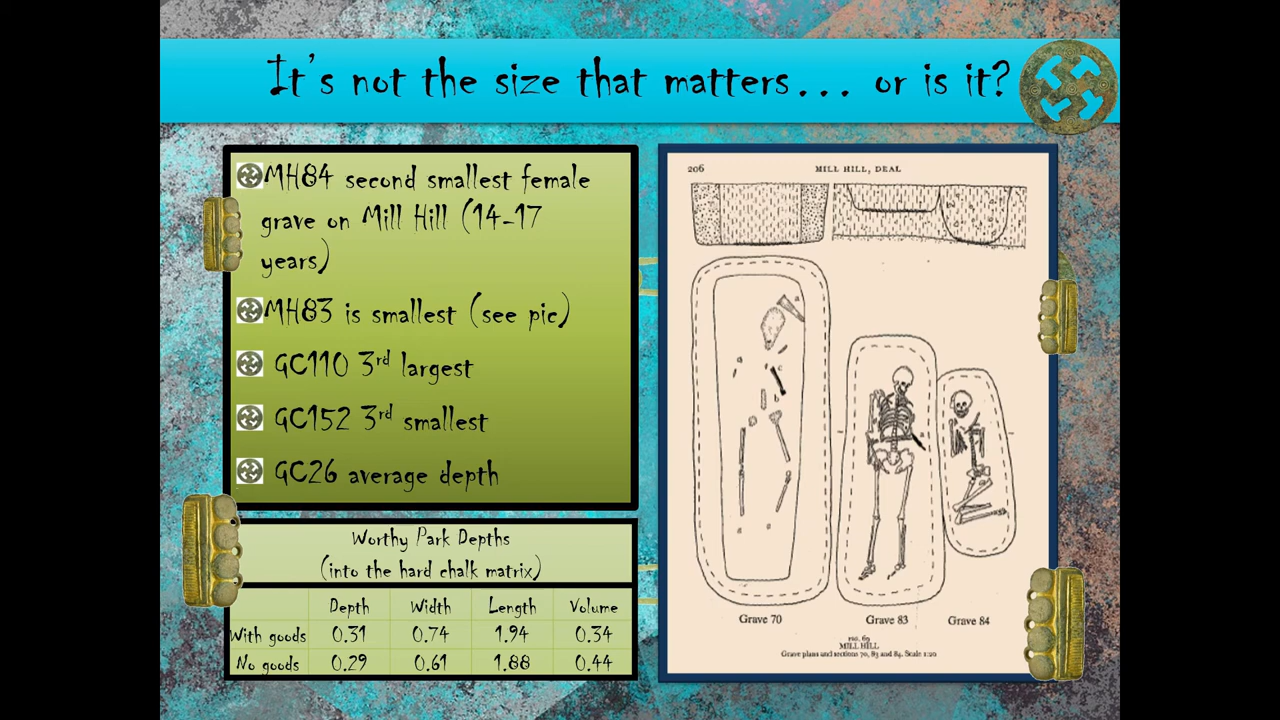 It's not the size that matters... or is it?
MH84 second smallest female
grave on Mill Hill (14-17
years)
MH83 is smallest (see pic)
GC110 3rd largest
GC152 3rd smallest
GC26 average depth
Worthy Park Depths
(into the hard chalk matrix)
Depth Width Length Volume
With goods 0.31 0.74 1.94 0.34
No goods 0.29 0.61 1.88 0.44
206 MILL HILL, DEAL
Grave 70 Grave 83 Grave 84
FIG. 69
MILL HILL
Grave plans and sections 70, 83 and 84. Scale 1:20